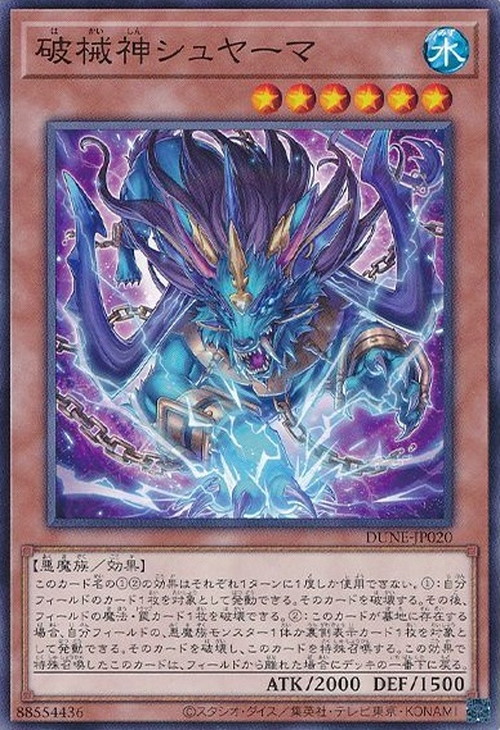 破械神シュヤーマ
水
DUNE-JP020
【悪魔族／効果】
このカード名の①②の効果はそれぞれ1ターンに1度しか使用できない。①：自分
フィールドのカード1枚を対象として発動できる。そのカードを破壊する。その後、
フィールドの魔法・罠カード1枚を破壊できる。②：このカードが墓地に存在する
場合、自分フィールドの、悪魔族モンスター1体か裏側表示カード1枚を対象と
して発動できる。そのカードを破壊し、このカードを特殊召喚する。この効果で
特殊召喚したこのカードは、フィールドから離れた場合にデッキの一番下に戻る。
ATK/2000 DEF/1500
88554436 ©スタジオ・ダイス／集英社・テレビ東京・KONAMI